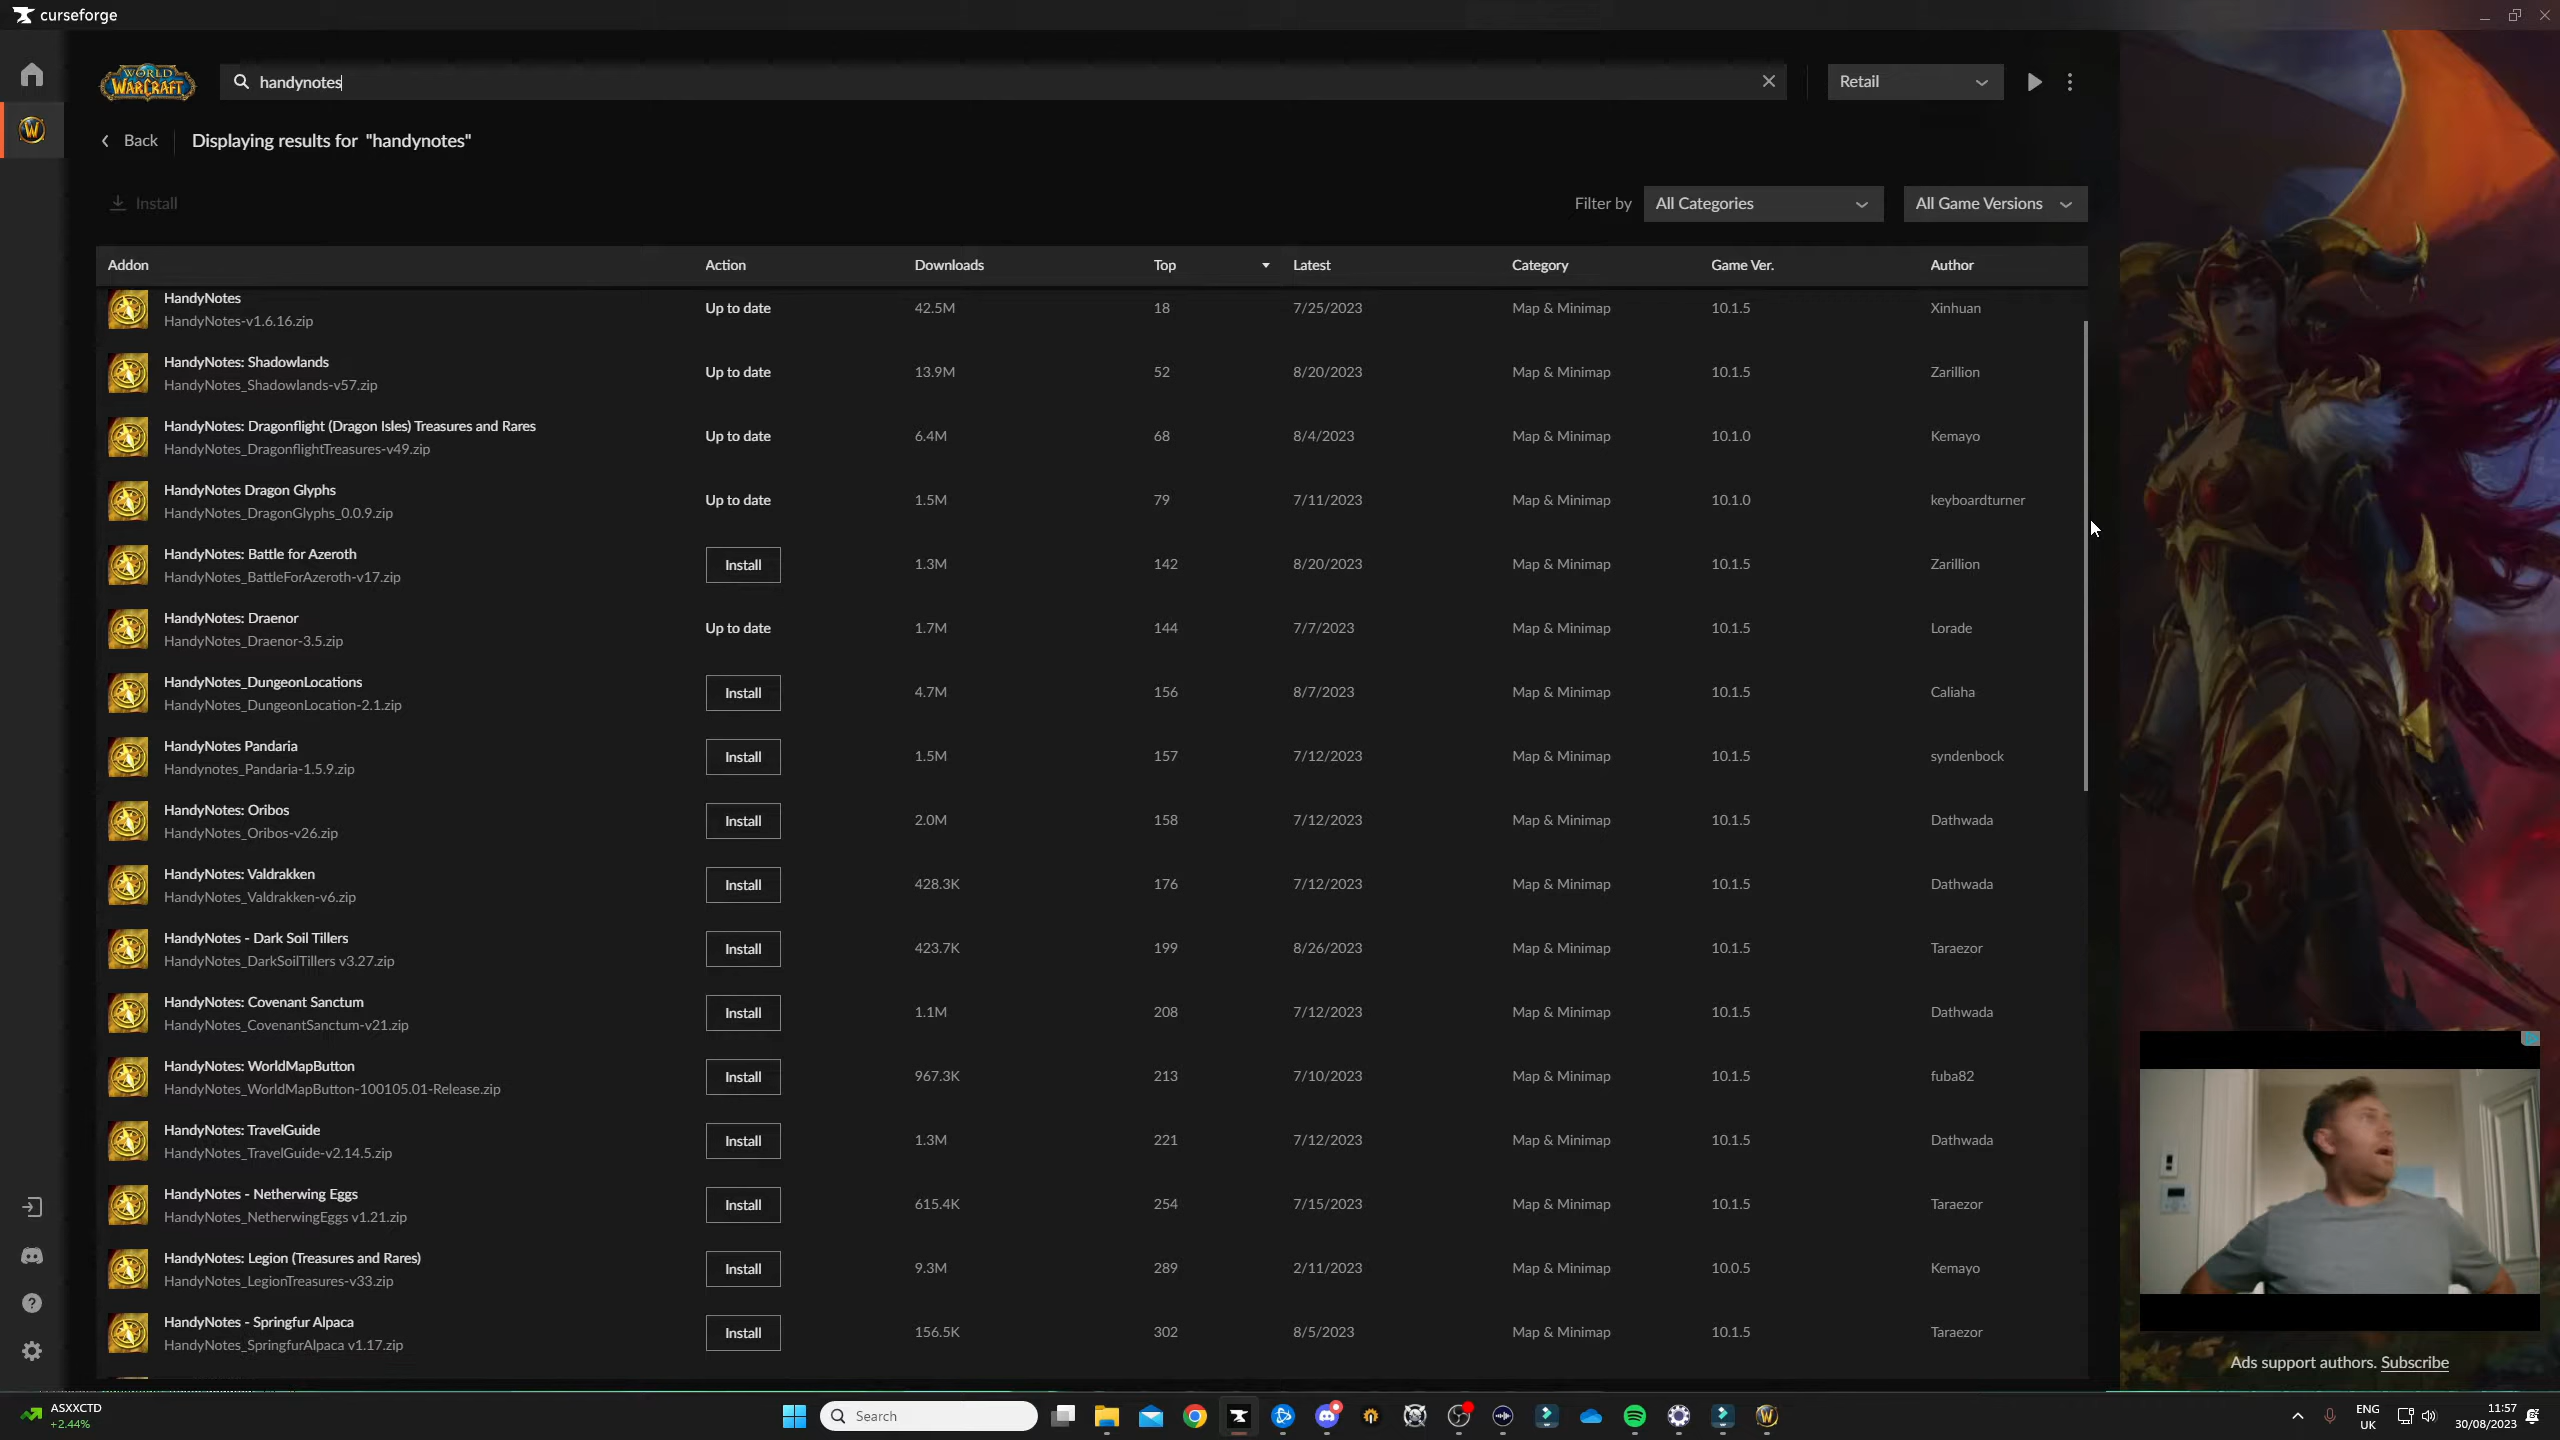 curseforge
WORLD
WARCRAFT
handynotes
Retail
Back
Displaying results for "handynotes"
Install
Filter by
All Categories
All Game Versions
Addon Action Downloads Top Latest Category Game Ver. Author
HandyNotes
HandyNotes-v1.6.16.zip
Up to date 42.5M 18 7/25/2023 Map & Minimap 10.1.5 Xinhuan
HandyNotes: Shadowlands
HandyNotes_Shadowlands-v57.zip
Up to date 13.9M 52 8/20/2023 Map & Minimap 10.1.5 Zarillion
HandyNotes: Dragonflight (Dragon Isles) Treasures and Rares
HandyNotes_DragonflightTreasures-v49.zip
Up to date 6.4M 68 8/4/2023 Map & Minimap 10.1.0 Kemayo
HandyNotes Dragon Glyphs
HandyNotes_DragonGlyphs_0.0.9.zip
Up to date 1.5M 79 7/11/2023 Map & Minimap 10.1.0 keyboardturner
HandyNotes: Battle for Azeroth
HandyNotes_BattleForAzeroth-v17.zip
Install 1.3M 142 8/20/2023 Map & Minimap 10.1.5 Zarillion
HandyNotes: Draenor
HandyNotes_Draenor-3.5.zip
Up to date 1.7M 144 7/7/2023 Map & Minimap 10.1.5 Lorade
HandyNotes_DungeonLocations
HandyNotes_DungeonLocation-2.1.zip
Install 4.7M 156 8/7/2023 Map & Minimap 10.1.5 Caliaha
HandyNotes Pandaria
Handynotes_Pandaria-1.5.9.zip
Install 1.5M 157 7/12/2023 Map & Minimap 10.1.5 syndenbock
HandyNotes: Oribos
HandyNotes_Oribos-v26.zip
Install 2.0M 158 7/12/2023 Map & Minimap 10.1.5 Dathwada
HandyNotes: Valdrakken
HandyNotes_Valdrakken-v6.zip
Install 428.3K 176 7/12/2023 Map & Minimap 10.1.5 Dathwada
HandyNotes - Dark Soil Tillers
HandyNotes_DarkSoilTillers v3.27.zip
Install 423.7K 199 8/26/2023 Map & Minimap 10.1.5 Taraezor
HandyNotes: Covenant Sanctum
HandyNotes_CovenantSanctum-v21.zip
Install 1.1M 208 7/12/2023 Map & Minimap 10.1.5 Dathwada
HandyNotes: WorldMapButton
HandyNotes_WorldMapButton-100105.01-Release.zip
Install 967.3K 213 7/10/2023 Map & Minimap 10.1.5 fuba82
HandyNotes: TravelGuide
HandyNotes_TravelGuide-v2.14.5.zip
Install 1.3M 221 7/12/2023 Map & Minimap 10.1.5 Dathwada
HandyNotes - Netherwing Eggs
HandyNotes_NetherwingEggs v1.21.zip
Install 615.4K 254 7/15/2023 Map & Minimap 10.1.5 Taraezor
HandyNotes: Legion (Treasures and Rares)
HandyNotes_LegionTreasures-v33.zip
Install 9.3M 289 2/11/2023 Map & Minimap 10.0.5 Kemayo
HandyNotes - Springfur Alpaca
HandyNotes_SpringfurAlpaca v1.17.zip
Install 156.5K 302 8/5/2023 Map & Minimap 10.1.5 Taraezor
Ads support authors. Subscribe
ASXXCTD
+2.44%
Search
ENG
UK
11:57
30/08/2023